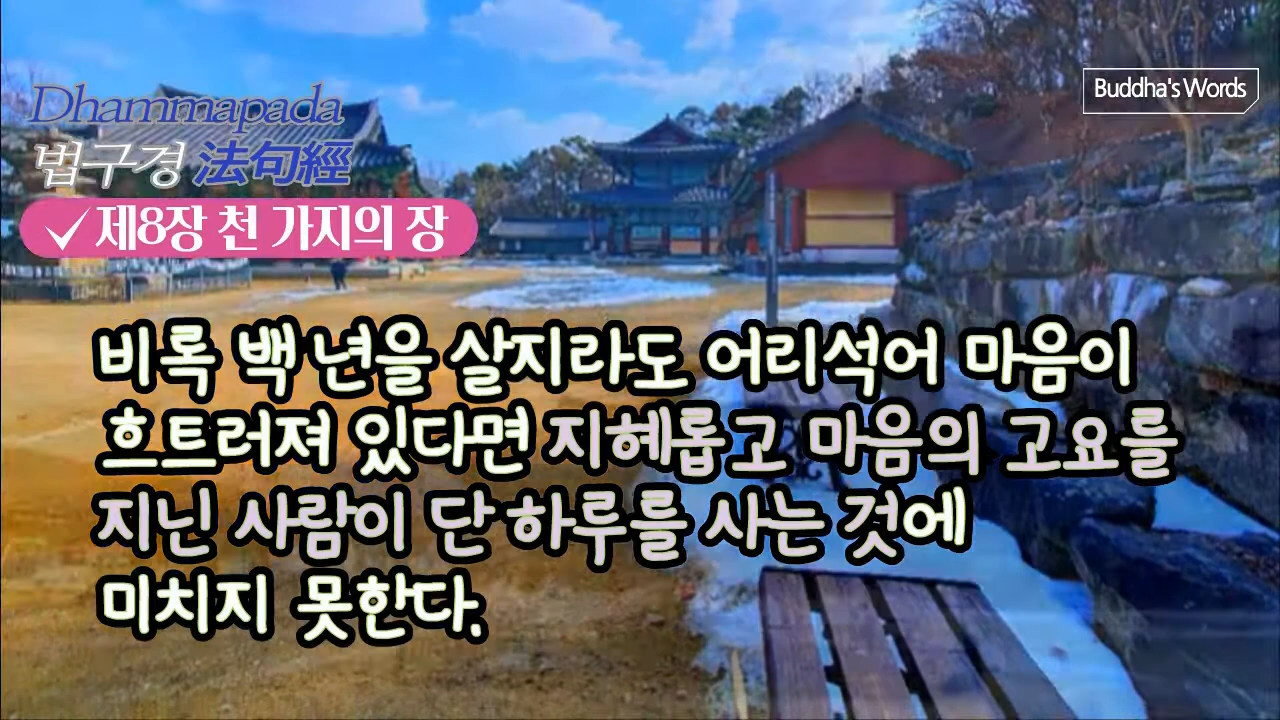 Buddha's Words
Dhammapada
법구경 法句經
제8장 천 가지의 장
비록 백 년을 살지라도 어리석어 마음이
흐트러져 있다면 지혜롭고 마음의 고요를
지닌 사람이 단 하루를 사는 것에
미치지 못한다.